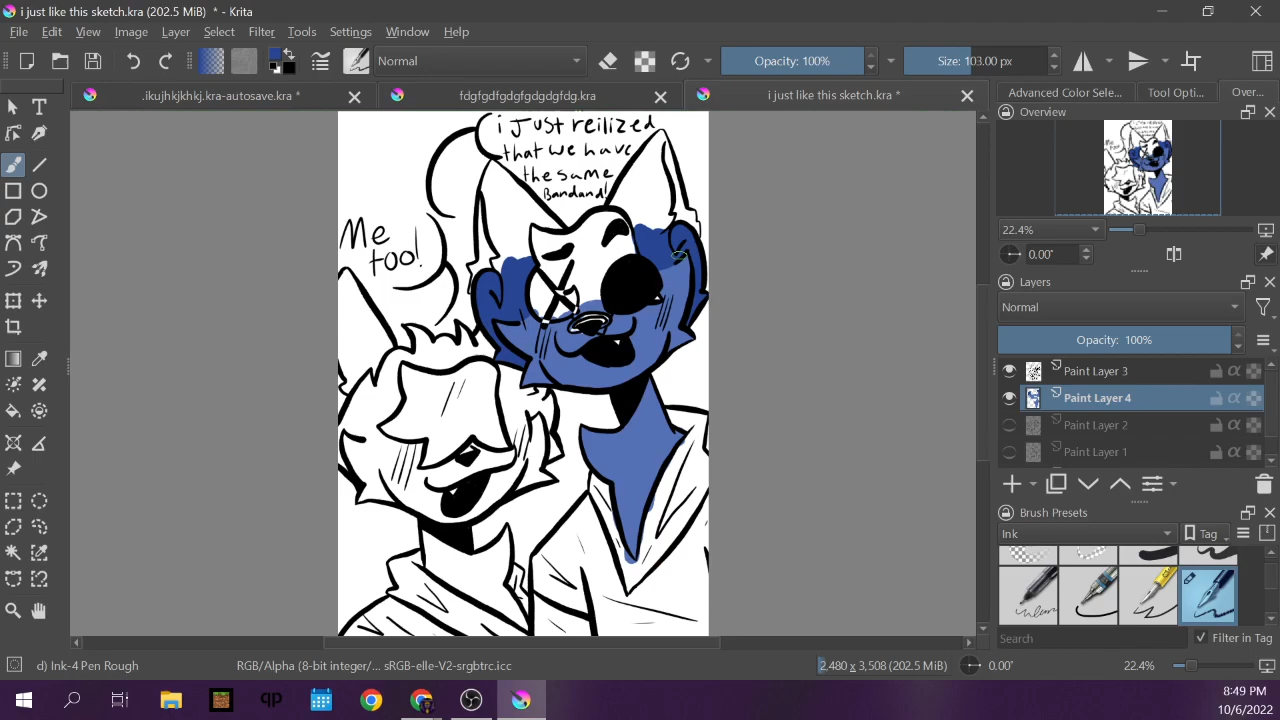 i just like this sketch.kra (202.5 MiB) * - Krita
File Edit View Image Layer Select Filter Tools Settings Window Help
Normal
Opacity: 100%
Size: 103.00 px
.ikujhkjkhkj.kra-autosave.kra *
fdgfgdfgdgfgdgdgfdg.kra
i just like this sketch.kra *
Advanced Color Sele...
Tool Opti...
Over...
Overview
i Just reilized
that we have
the same
Bandand!
Me
too!
22.4%
0.00°
Layers
Normal
Opacity: 100%
Paint Layer 3
Paint Layer 4
Paint Layer 2
Paint Layer 1
Brush Presets
Ink
Tag
Search
Filter in Tag
d) Ink-4 Pen Rough
RGB/Alpha (8-bit integer/... sRGB-elle-V2-srgbtrc.icc
2,480 x 3,508 (202.5 MiB)
0.00°
22.4%
qp
8:49 PM
10/6/2022